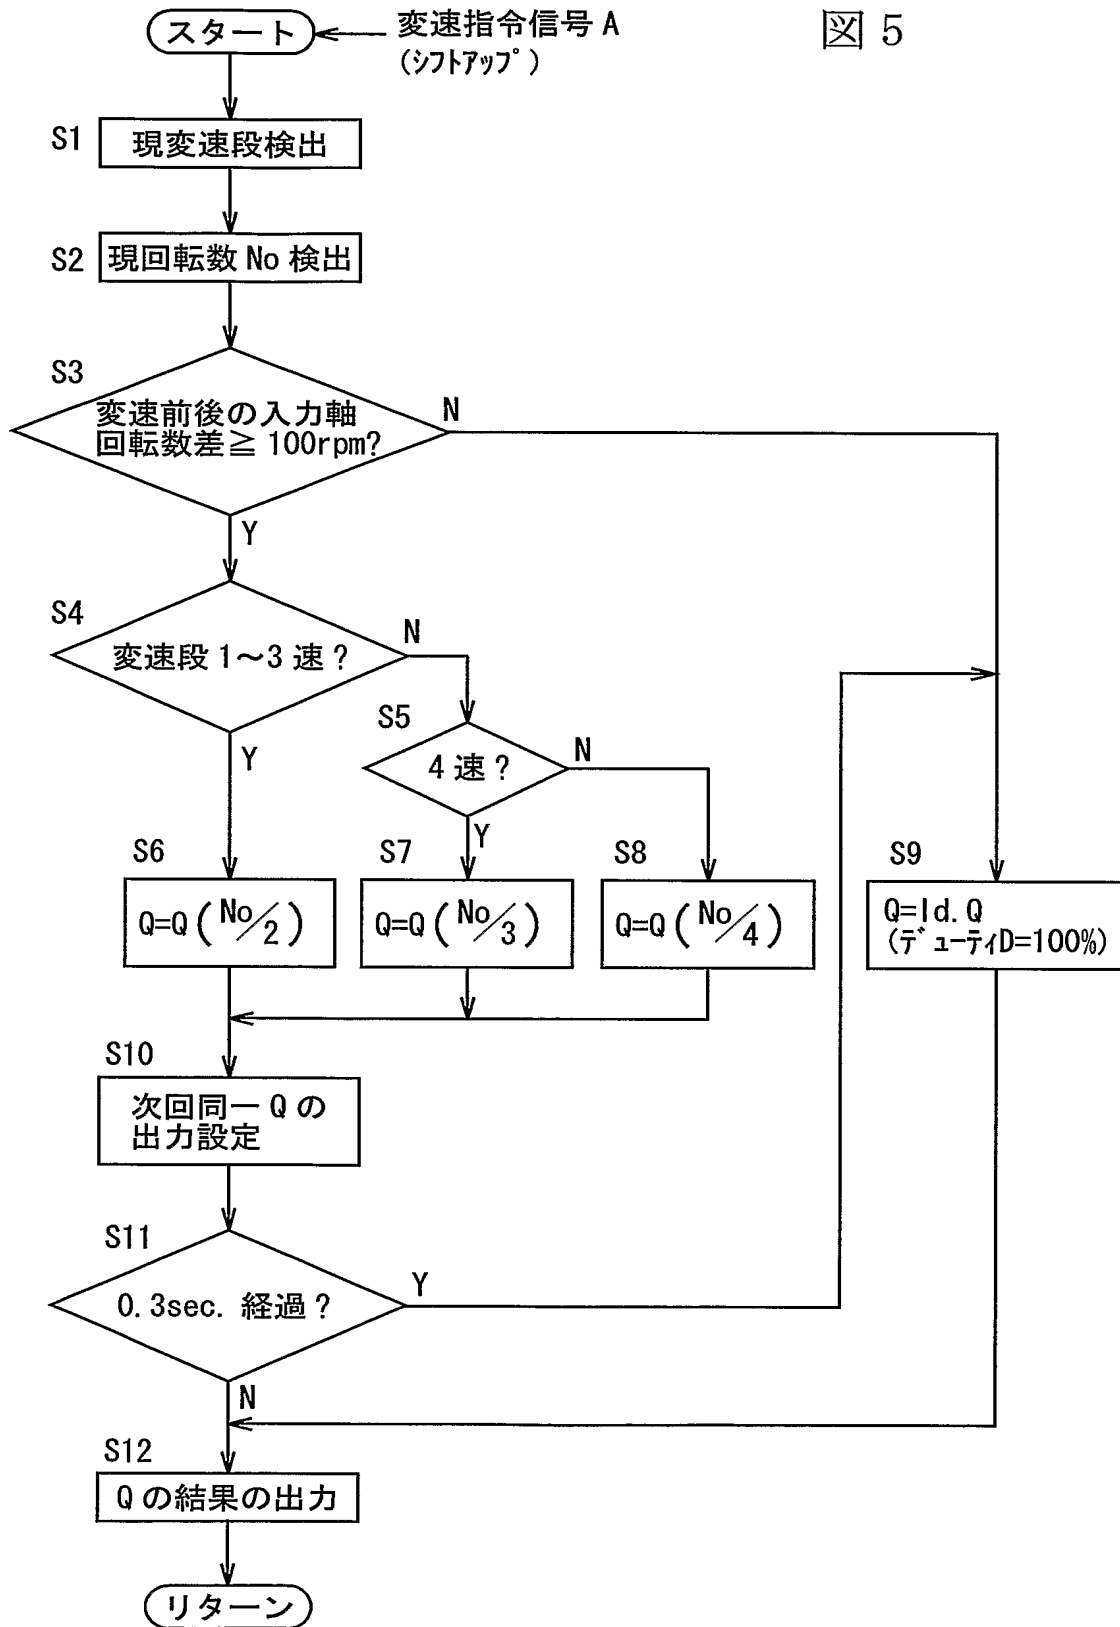 図 5
スタート
変速指令信号 A
(ｼﾌﾄｱｯﾌﾟ)
S1
現変速段検出
S2
現回転数 No 検出
S3
変速前後の入力軸
回転数差≧ 100rpm?
N
Y
S4
変速段 1～3 速？
N
Y
S5
4 速？
N
Y
S6
Q=Q (No/2)
S7
Q=Q (No/3)
S8
Q=Q (No/4)
S9
Q=Id.Q
(ﾃﾞｭｰﾃｨD=100%)
S10
次回同一 Q の
出力設定
S11
0.3sec. 経過？
Y
N
S12
Q の結果の出力
リターン